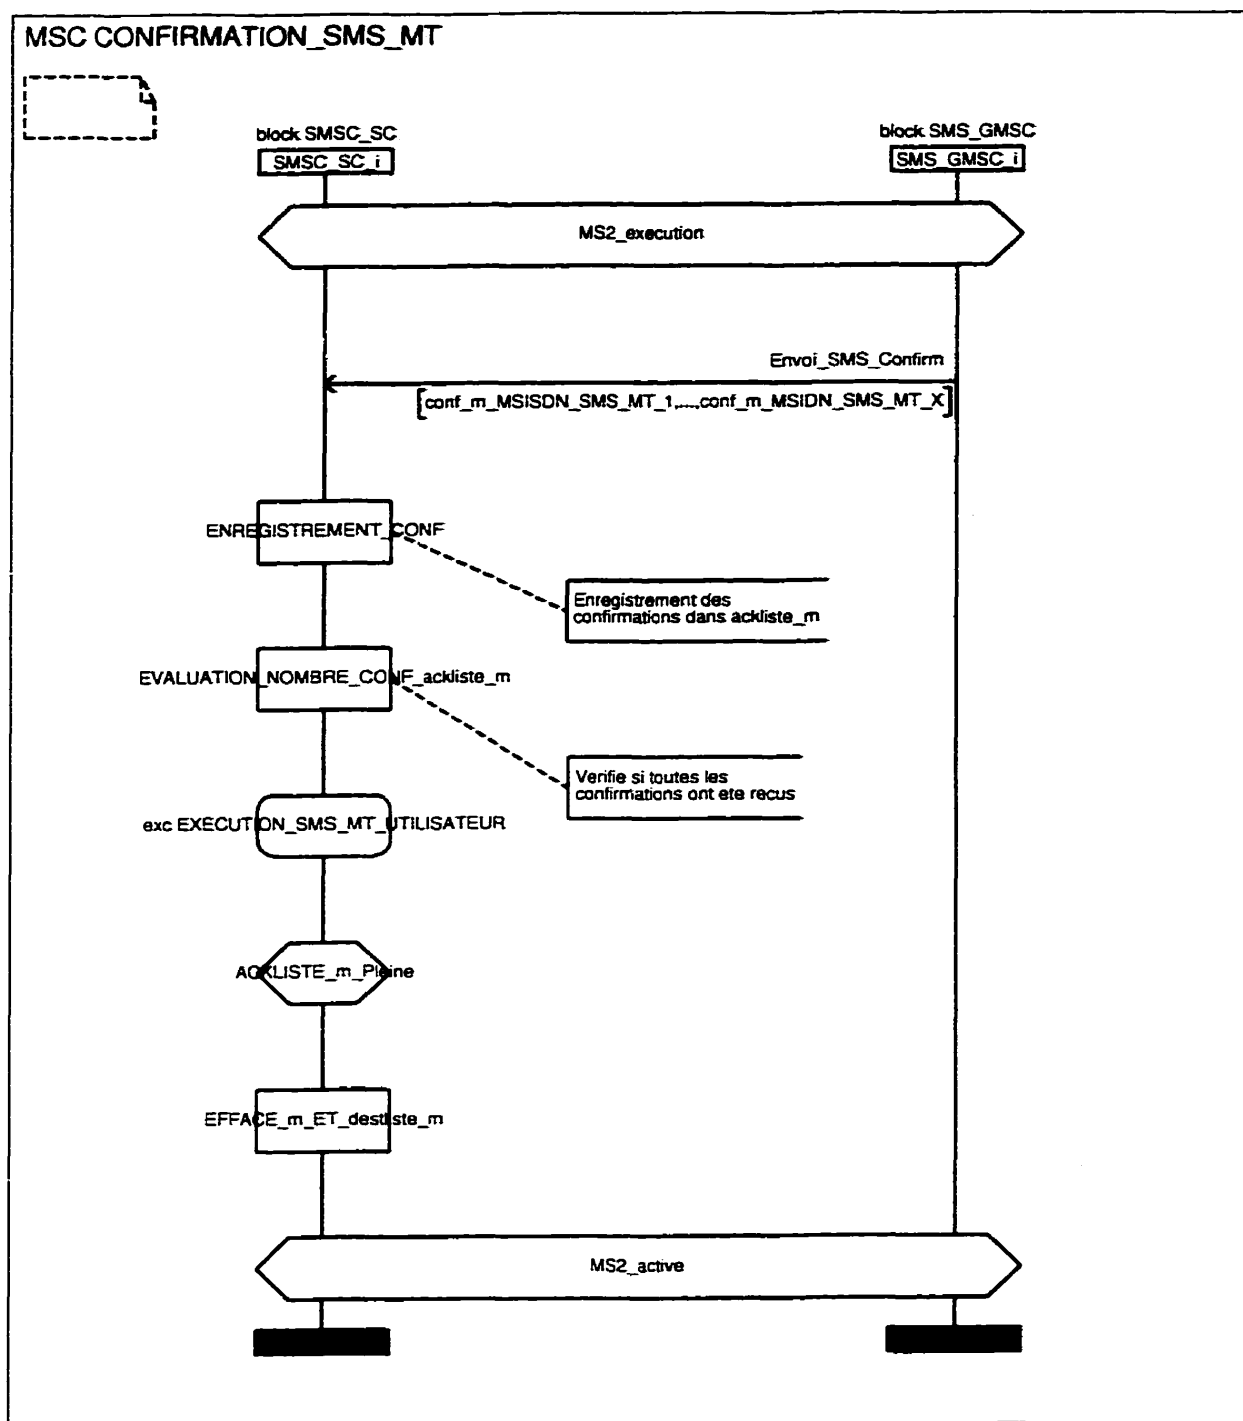 MSC CONFIRMATION_SMS_MT
block SMSC_SC
block SMS_GMSC
SMSC_SC_i
SMS_GMSC_i
MS2_execution
Envoi_SMS_Confirm
[conf_m_MSISDN_SMS_MT_1,...,conf_m_MSIDN_SMS_MT_X]
ENREGISTREMENT_CONF
Enregistrement des
confirmations dans ackliste_m
EVALUATION_NOMBRE_CONF_ackliste_m
Verifie si toutes les
confirmations ont ete recus
exc EXECUTION_SMS_MT_UTILISATEUR
ACKLISTE_m_Pleine
EFFACE_m_ET_destliste_m
MS2_active